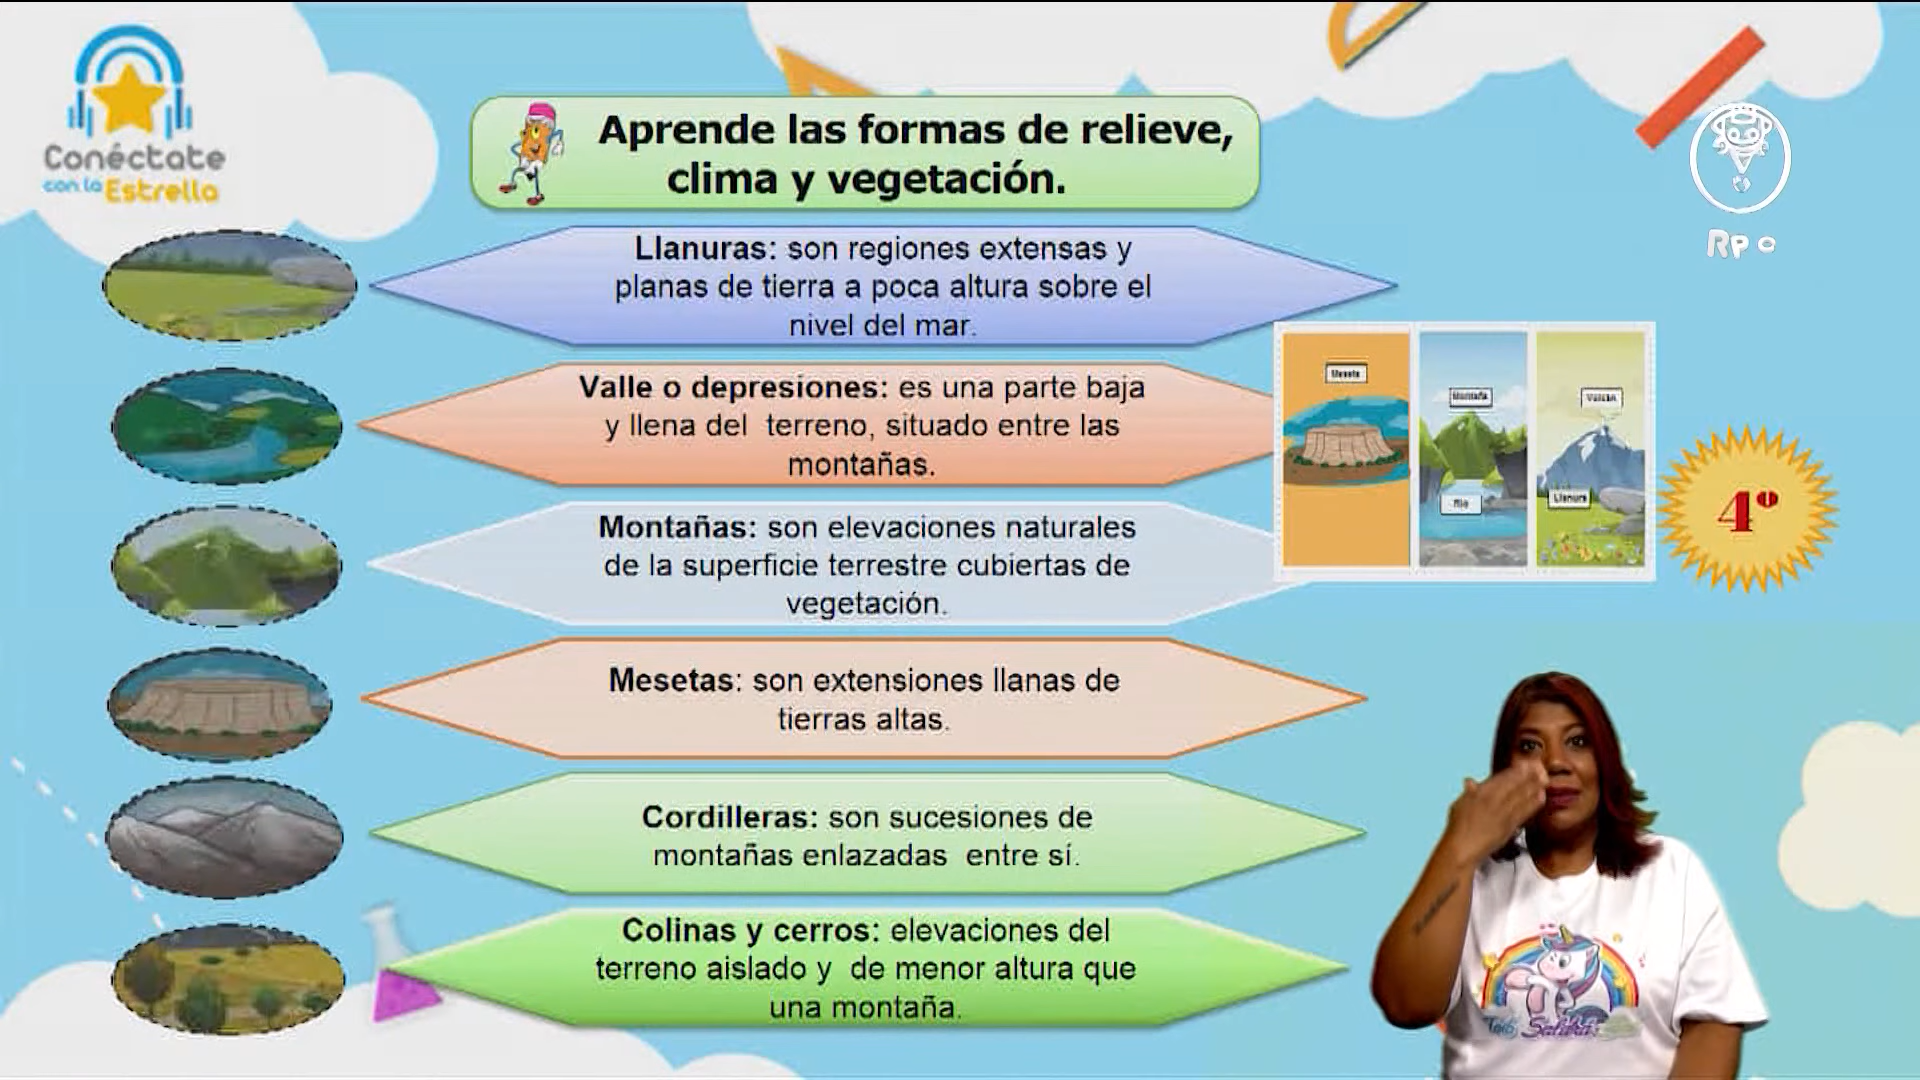 Conéctate
con la Estrella
Aprende las formas de relieve,
clima y vegetación.
Rpc
Llanuras: son regiones extensas y
planas de tierra a poca altura sobre el
nivel del mar.
Valle o depresiones: es una parte baja
y llena del terreno, situado entre las
montañas.
Montañas: son elevaciones naturales
de la superficie terrestre cubiertas de
vegetación.
Mesetas: son extensiones llanas de
tierras altas.
Cordilleras: son sucesiones de
montañas enlazadas entre sí.
Colinas y cerros: elevaciones del
terreno aislado y de menor altura que
una montaña.
Meseta
Montaña
Río
Volcán
Llanura
4º